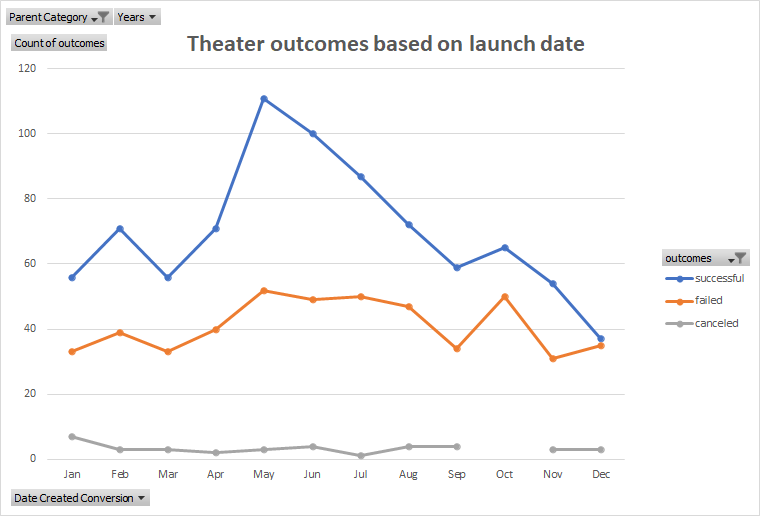 Parent Category Years
Count of outcomes
Theater outcomes based on launch date
120
100
80
60
40
20
0
Jan Feb Mar Apr May Jun Jul Aug Sep Oct Nov Dec
outcomes
successful
failed
canceled
Date Created Conversion